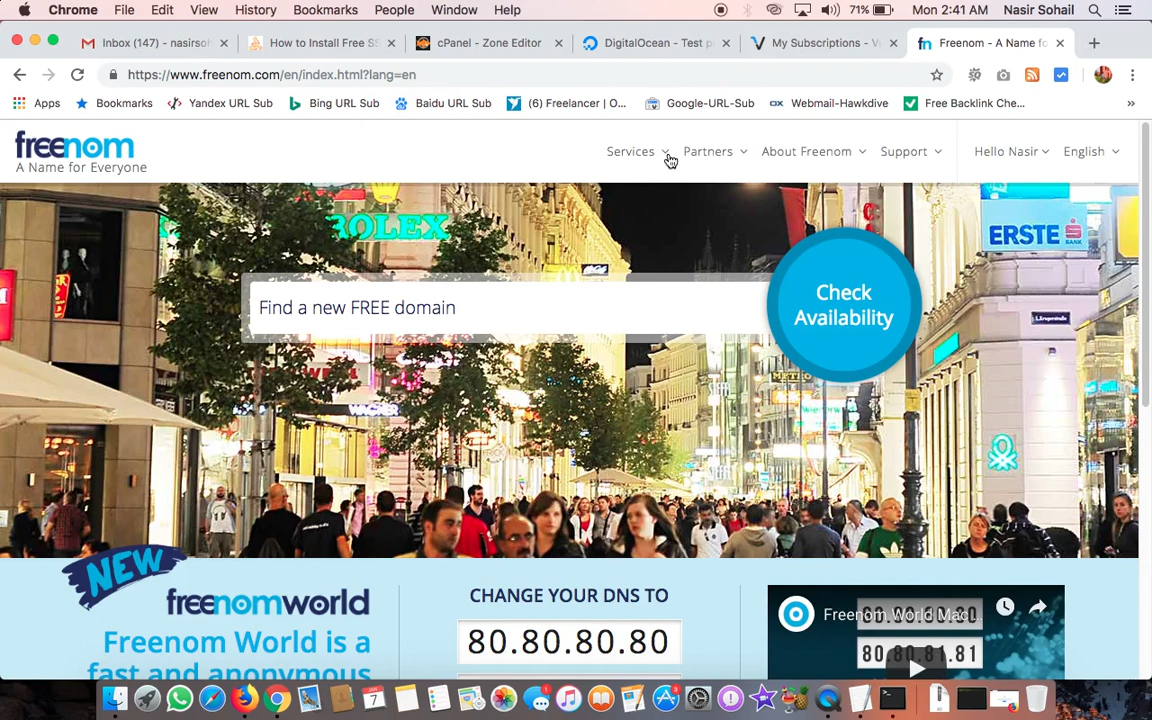 Chrome File Edit View History Bookmarks People Window Help 71% Mon 2:41 AM Nasir Sohail
Inbox (147) - nasirsoh
How to Install Free SS
cPanel - Zone Editor
DigitalOcean - Test p
My Subscriptions - V
Freenom - A Name fo
https://www.freenom.com/en/index.html?lang=en
Apps Bookmarks Yandex URL Sub Bing URL Sub Baidu URL Sub (6) Freelancer | O... Google-URL-Sub Webmail-Hawkdive Free Backlink Che... »
freenom
A Name for Everyone
Services Partners About Freenom Support Hello Nasir English
ROLEX
ERSTE
BANK
Find a new FREE domain
Check
Availability
NEW
freenomworld
Freenom World is a
fast and anonymous
CHANGE YOUR DNS TO
80.80.80.80
Freenom World Mac
80.80.81.81